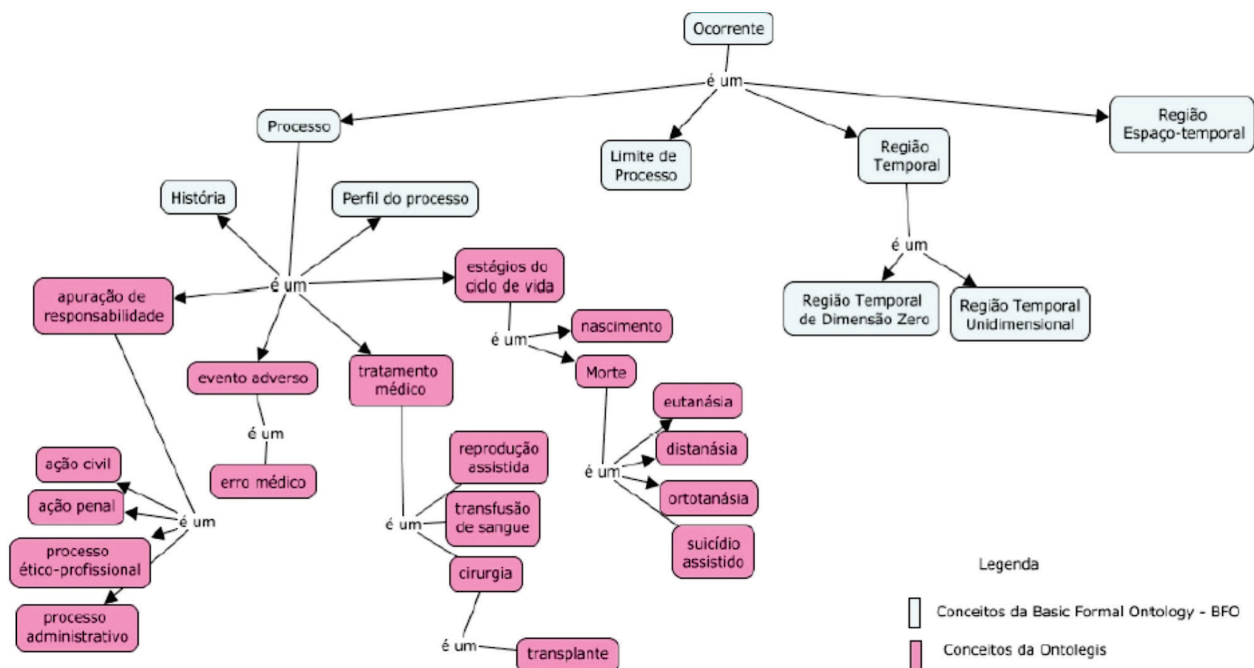 Ocorrente
é um
Processo
Limite de
Processo
Região
Temporal
Região
Espaço-temporal
História
Perfil do processo
é um
é um
Região Temporal
de Dimensão Zero
Região Temporal
Unidimensional
apuração de
responsabilidade
estágios do
ciclo de vida
evento adverso
tratamento
médico
é um
nascimento
Morte
é um
erro médico
ação civil
ação penal
é um
processo
ético-profissional
processo
administrativo
reprodução
assistida
é um
transfusão
de sangue
cirurgia
é um
transplante
eutanásia
é um
distanásia
ortotanásia
suicídio
assistido
Legenda
Conceitos da Basic Formal Ontology - BFO
Conceitos da Ontolegis